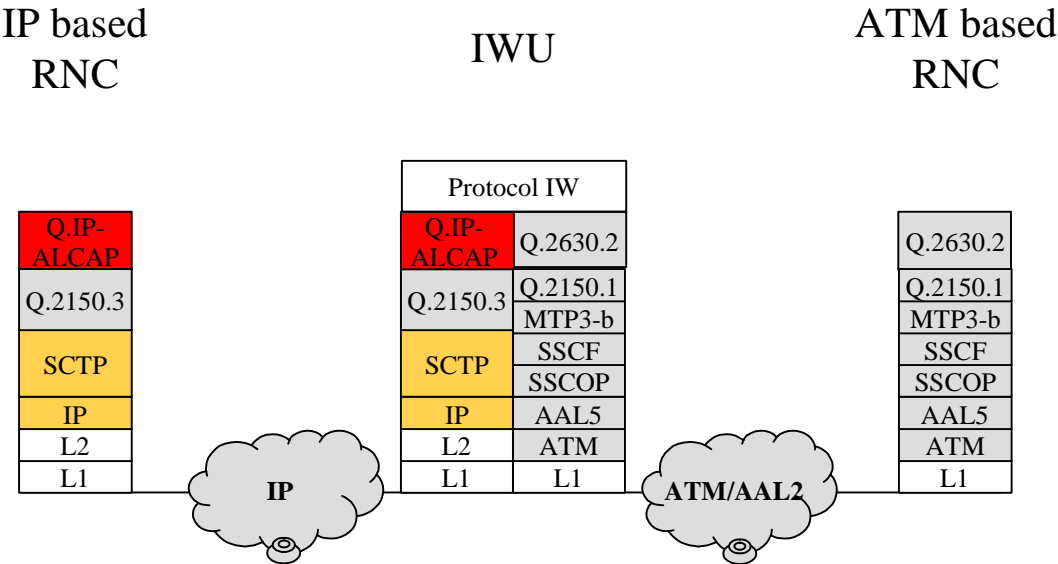 IP based
RNC
IWU
ATM based
RNC
Protocol IW
Q.IP-
ALCAP
Q.2150.3
SCTP
IP
L2
L1
Q.IP-
ALCAP
Q.2150.3
SCTP
IP
L2
L1
Q.2630.2
Q.2150.1
MTP3-b
SSCF
SSCOP
AAL5
ATM
L1
Q.2630.2
Q.2150.1
MTP3-b
SSCF
SSCOP
AAL5
ATM
L1
IP
ATM/AAL2